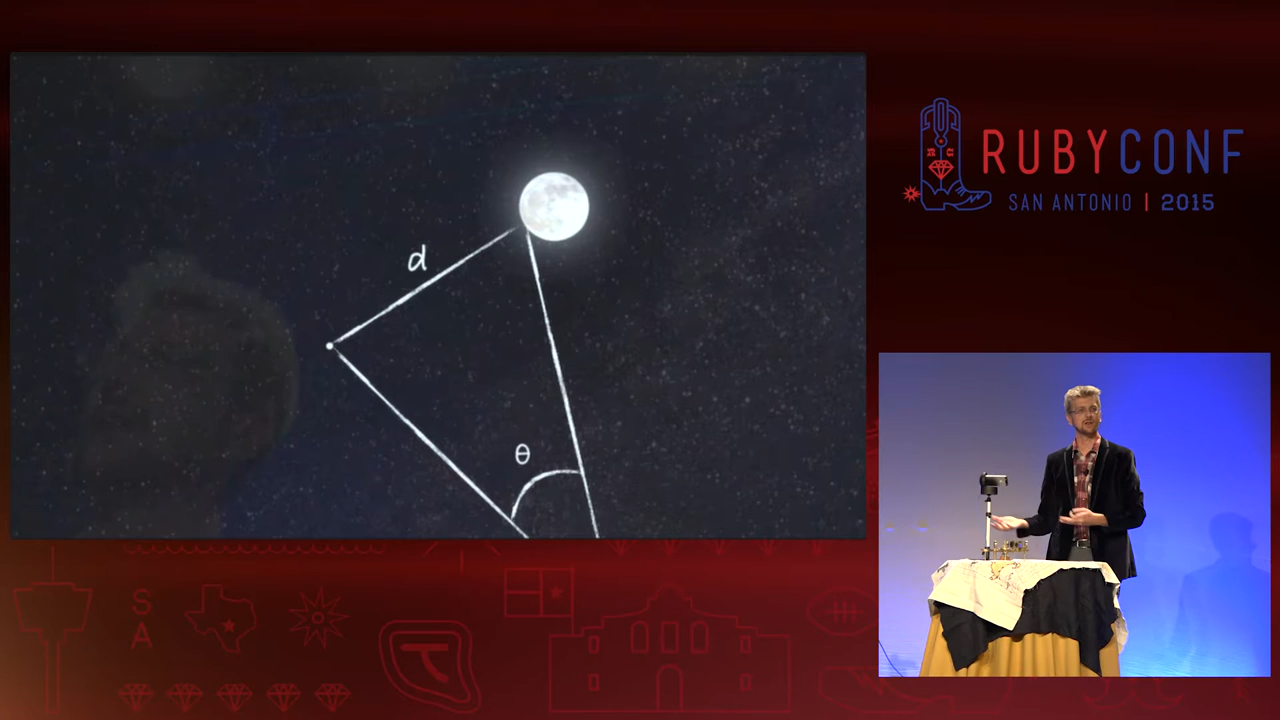 d
θ
RUBYCONF
SAN ANTONIO | 2015
S
A